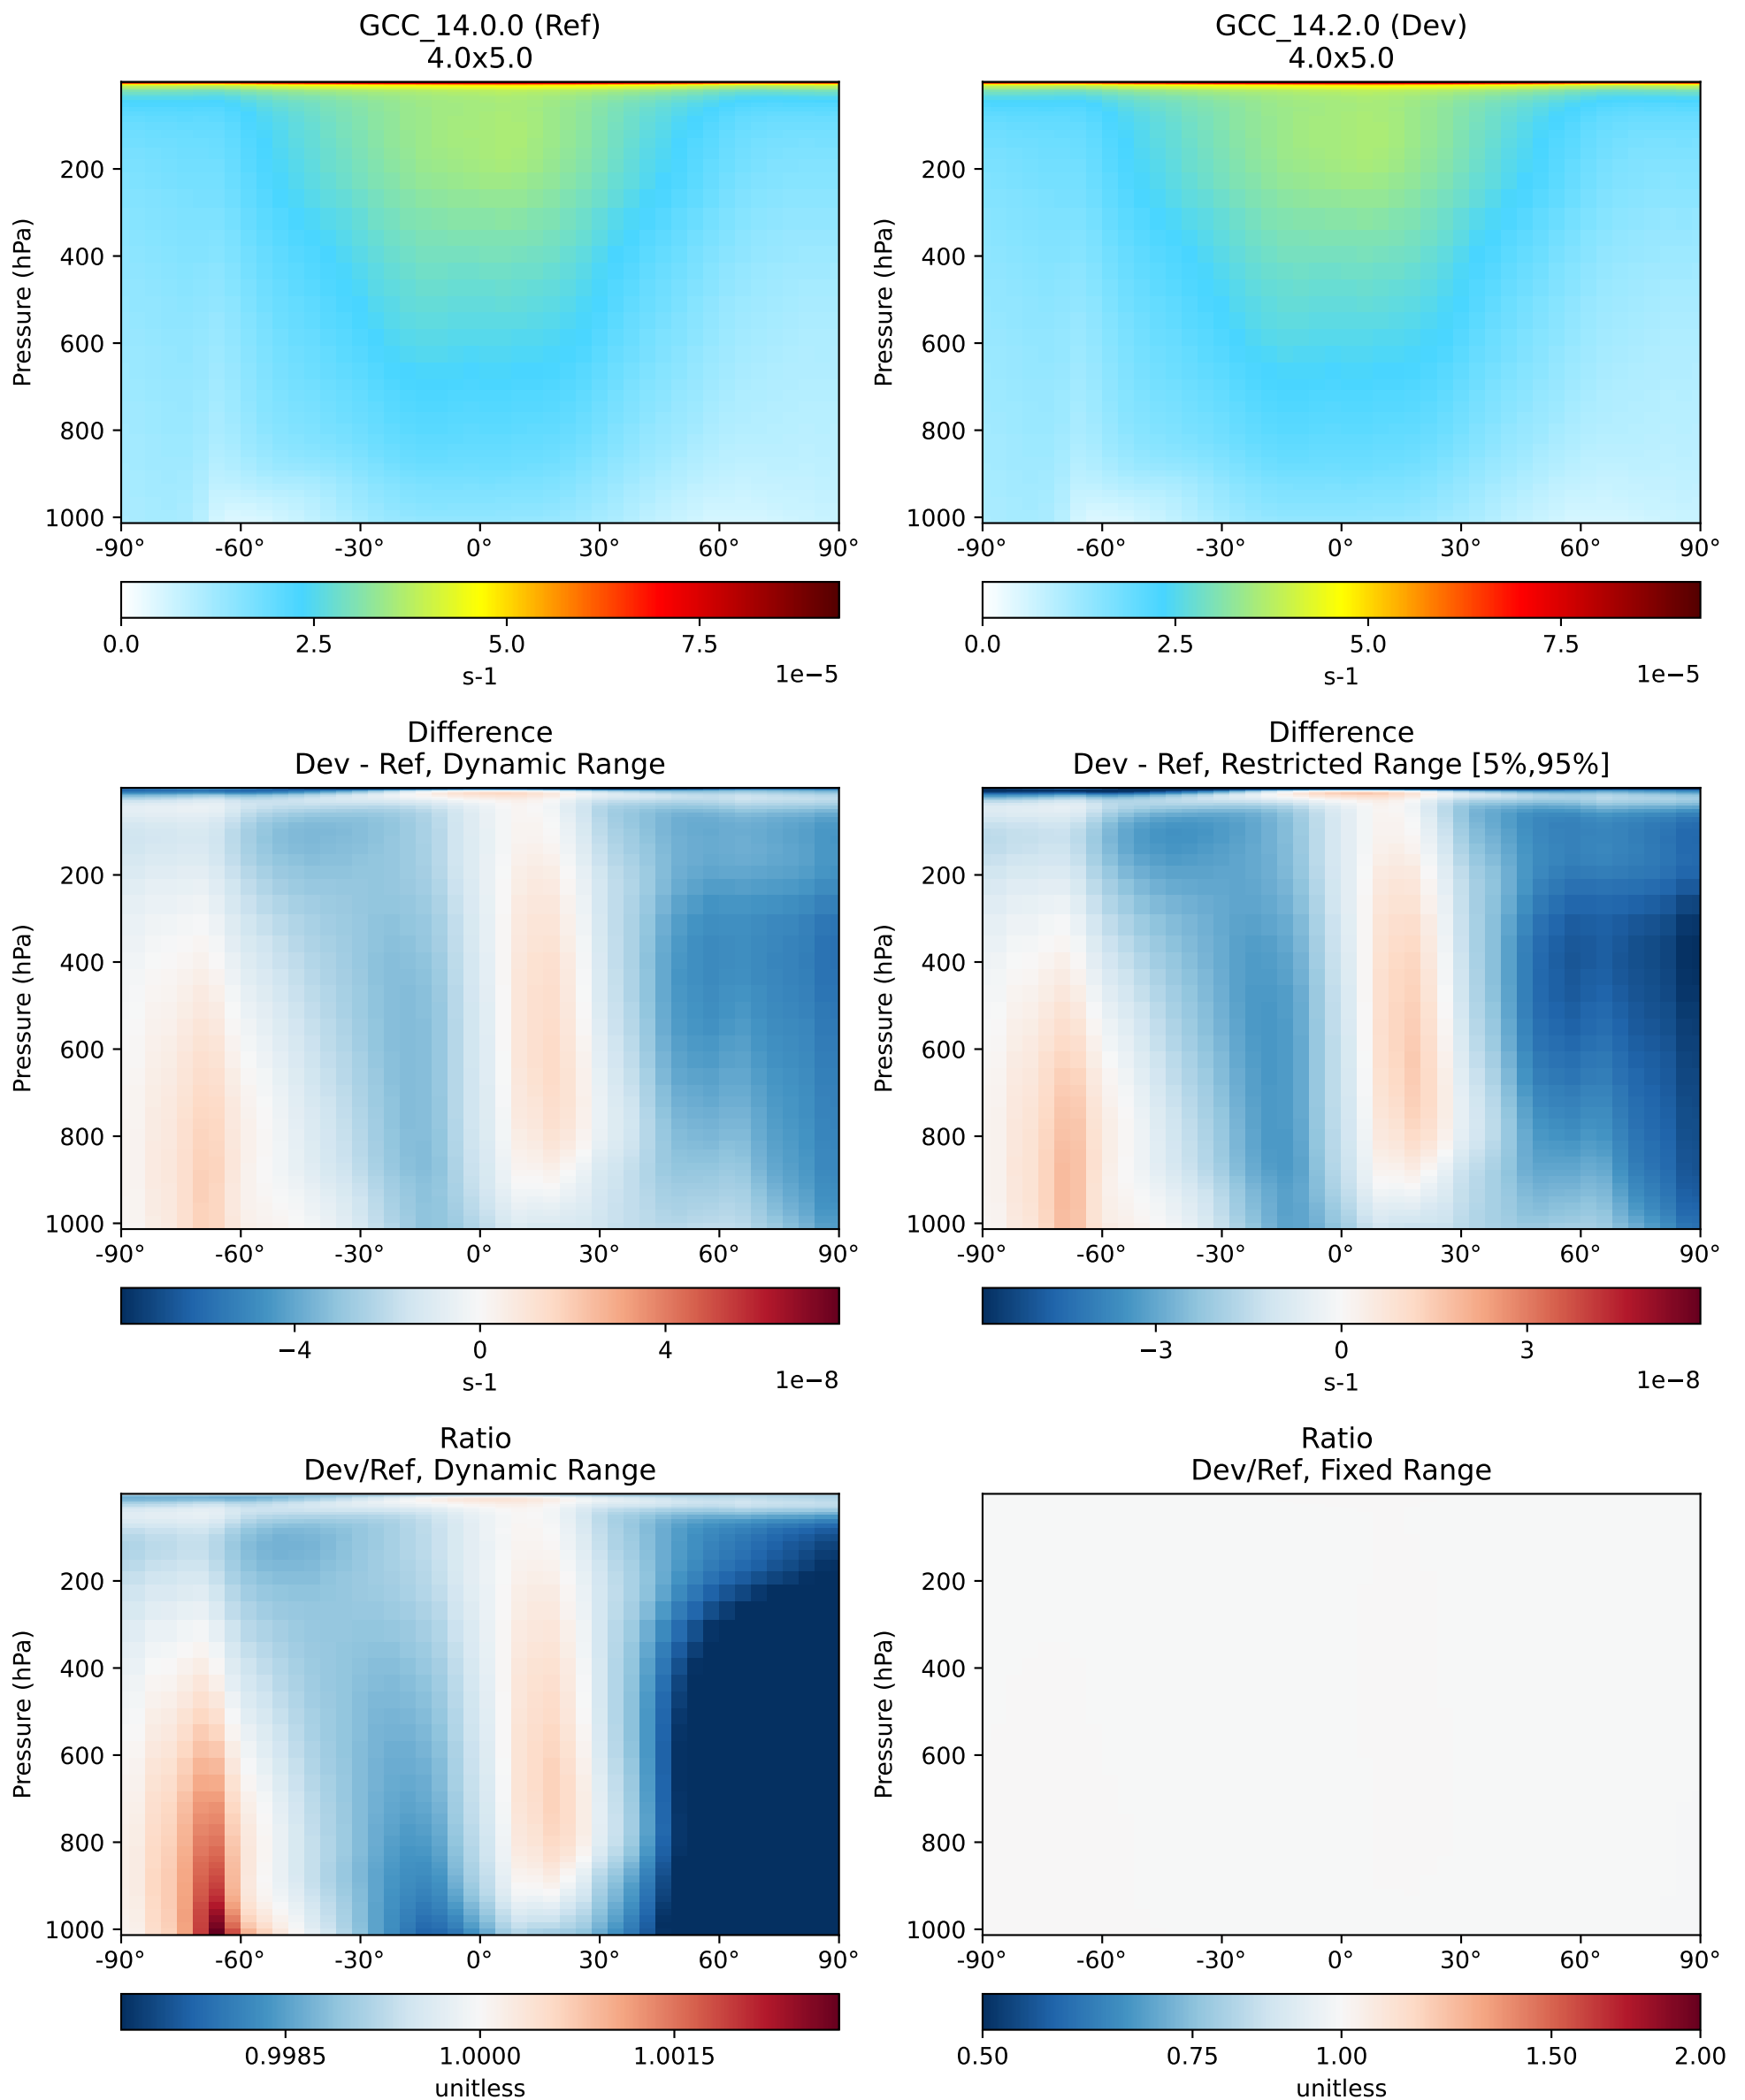 GCC_14.0.0 (Ref)
4.0x5.0
Pressure (hPa)
200
400
600
800
1000
-90° -60° -30° 0° 30° 60° 90°
0.0 2.5 5.0 7.5
s-1 1e−5
GCC_14.2.0 (Dev)
4.0x5.0
Pressure (hPa)
200
400
600
800
1000
-90° -60° -30° 0° 30° 60° 90°
0.0 2.5 5.0 7.5
s-1 1e−5
Difference
Dev - Ref, Dynamic Range
Pressure (hPa)
200
400
600
800
1000
-90° -60° -30° 0° 30° 60° 90°
−4 0 4
s-1 1e−8
Difference
Dev - Ref, Restricted Range [5%,95%]
Pressure (hPa)
200
400
600
800
1000
-90° -60° -30° 0° 30° 60° 90°
−3 0 3
s-1 1e−8
Ratio
Dev/Ref, Dynamic Range
Pressure (hPa)
200
400
600
800
1000
-90° -60° -30° 0° 30° 60° 90°
0.9985 1.0000 1.0015
unitless
Ratio
Dev/Ref, Fixed Range
Pressure (hPa)
200
400
600
800
1000
-90° -60° -30° 0° 30° 60° 90°
0.50 0.75 1.00 1.50 2.00
unitless